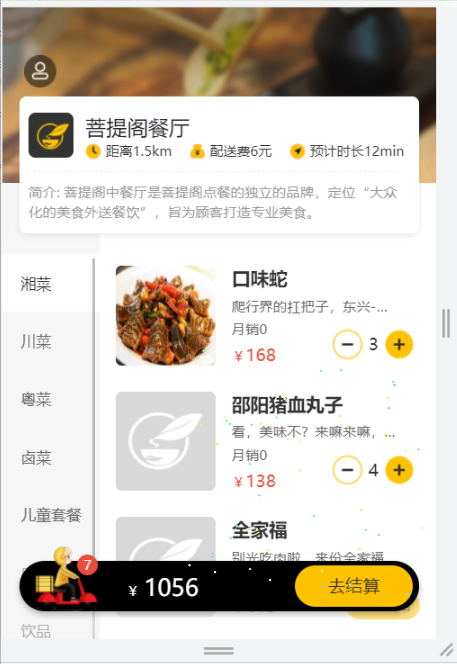 菩提阁餐厅
距离1.5km 配送费6元 预计时长12min
简介: 菩提阁中餐厅是菩提阁点餐的独立的品牌，定位“大众
化的美食外送餐饮”，旨为顾客打造专业美食。
湘菜
川菜
粤菜
卤菜
儿童套餐
饮品
口味蛇
爬行界的扛把子，东兴-...
月销0
￥168
3
邵阳猪血丸子
看，美味不？来嘛来嘛，...
月销0
￥138
4
全家福
别光吃肉啦，来份全家福
7
￥ 1056
去结算